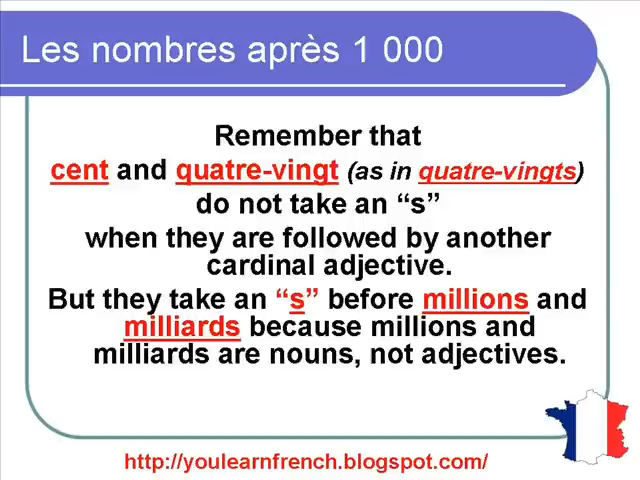 Les nombres après 1 000
Remember that
cent and quatre-vingt (as in quatre-vingts)
do not take an “s”
when they are followed by another
cardinal adjective.
But they take an “s” before millions and
milliards because millions and
milliards are nouns, not adjectives.
http://youlearnfrench.blogspot.com/